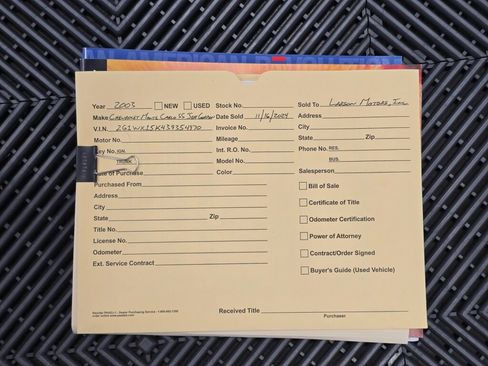 Year 2003 NEW USED Stock No. Sold To Larson Motors, Inc.
Make Chevrolet Monte Carlo SS Date Sold 11/16/2024 Address
V.I.N. Invoice No. City
Motor No. Mileage State Zip
Key No. IGN. Int. R.O. No. Phone No. RES.
TRUNK Model No. BUS.
Date of Purchase Color Salesperson
Purchased From Bill of Sale
Address
City Certificate of Title
State Zip Odometer Certification
Title No.
License No. Power of Attorney
Odometer Contract/Order Signed
Ext. Service Contract
Buyer's Guide (Used Vehicle)
Received Title
Purchaser